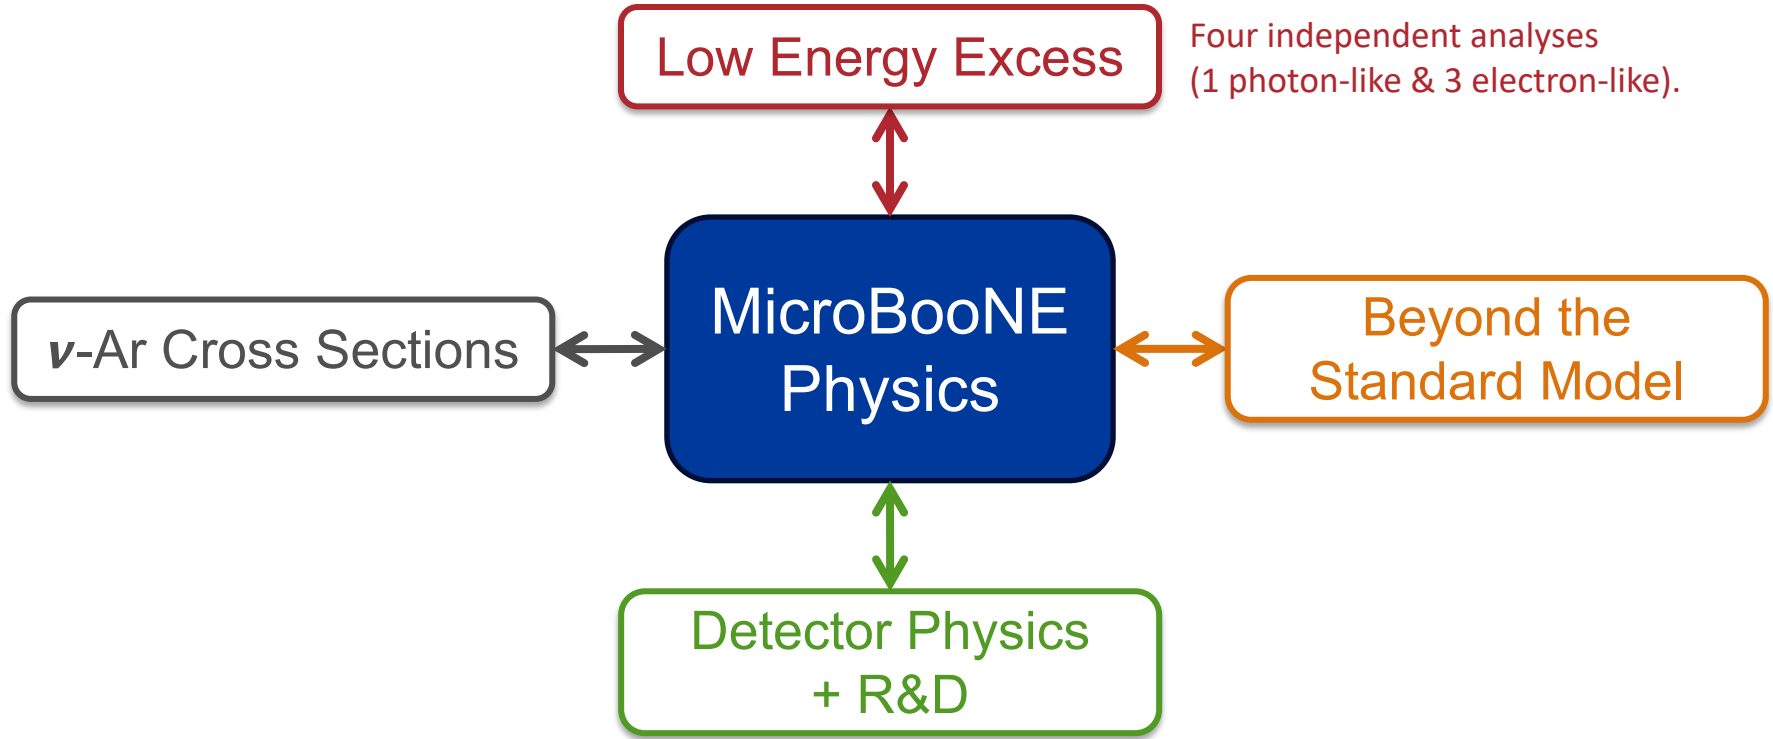 Low Energy Excess
Four independent analyses
(1 photon-like & 3 electron-like).
MicroBooNE
Physics
ν-Ar Cross Sections
Beyond the
Standard Model
Detector Physics
+ R&D